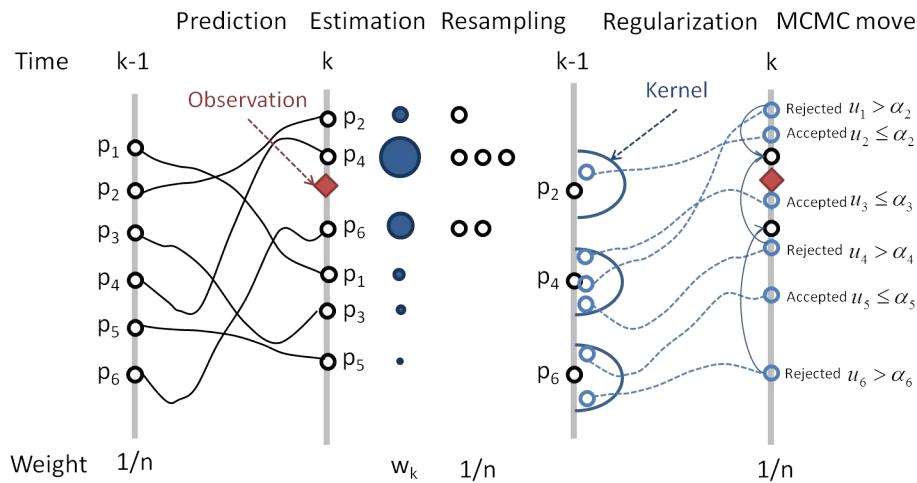 Prediction Estimation Resampling Regularization MCMC move
Time k-1 k k-1 k
Observation
Kernel
p2
p4
p6
p1
p3
p5
p1
p2
p3
p4
p5
p6
p2
p4
p6
Rejected u1 > α2
Accepted u2 ≤ α2
Accepted u3 ≤ α3
Rejected u4 > α4
Accepted u5 ≤ α5
Rejected u6 > α6
Weight 1/n wk 1/n 1/n